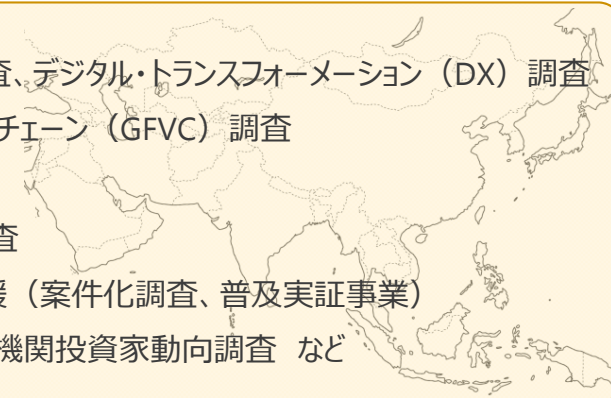 査、デジタル・トランスフォーメーション（DX）調査
チェーン（GFVC）調査
査
援（案件化調査、普及実証事業）
機関投資家動向調査 など